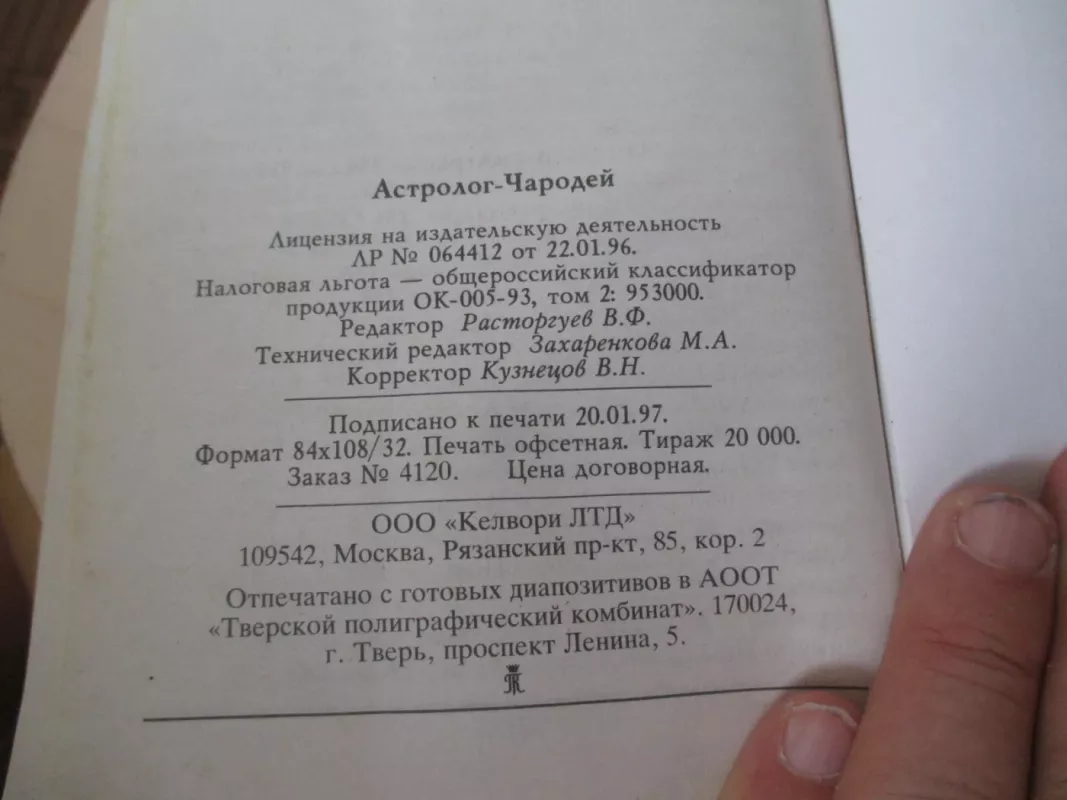 Астролог-Чародей
Лицензия на издательскую деятельность
ЛР № 064412 от 22.01.96.
Налоговая льгота — общероссийский классификатор
продукции ОК-005-93, том 2: 953000.
Редактор Расторгуев В.Ф.
Технический редактор Захаренкова М.А.
Корректор Кузнецов В.Н.
Подписано к печати 20.01.97.
Формат 84х108/32. Печать офсетная. Тираж 20 000.
Заказ № 4120. Цена договорная.
ООО «Келвори ЛТД»
109542, Москва, Рязанский пр-кт, 85, кор. 2
Отпечатано с готовых диапозитивов в АООТ
«Тверской полиграфический комбинат». 170024,
г. Тверь, проспект Ленина, 5.